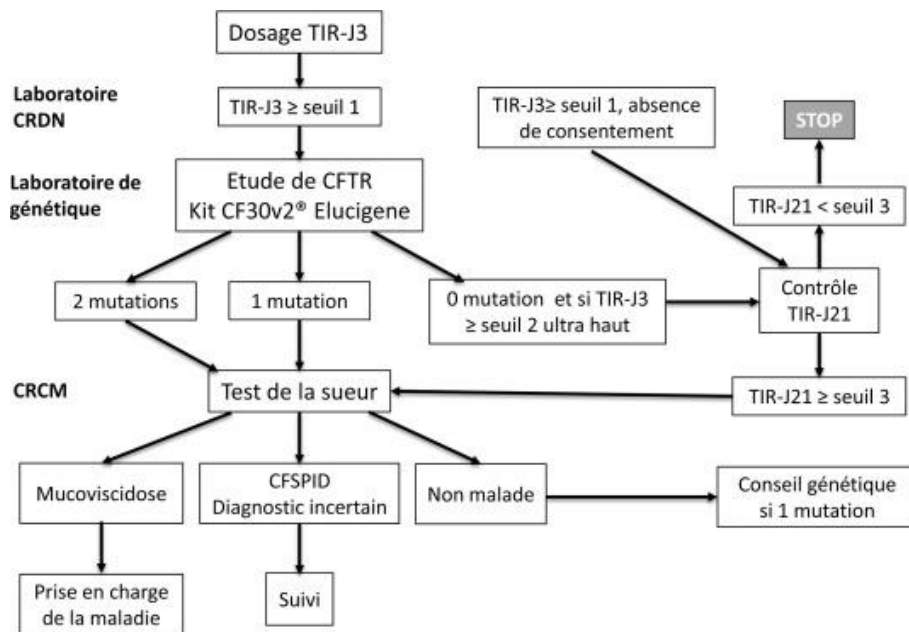 Dosage TIR-J3
Laboratoire
CRDN
TIR-J3 ≥ seuil 1
TIR-J3≥ seuil 1, absence
de consentement
STOP
Laboratoire de
génétique
Etude de CFTR
Kit CF30v2® Elucigene
TIR-J21 < seuil 3
2 mutations
1 mutation
0 mutation et si TIR-J3
≥ seuil 2 ultra haut
Contrôle
TIR-J21
CRCM
Test de la sueur
TIR-J21 ≥ seuil 3
Mucoviscidose
CFSPID
Diagnostic incertain
Non malade
Conseil génétique
si 1 mutation
Prise en charge
de la maladie
Suivi